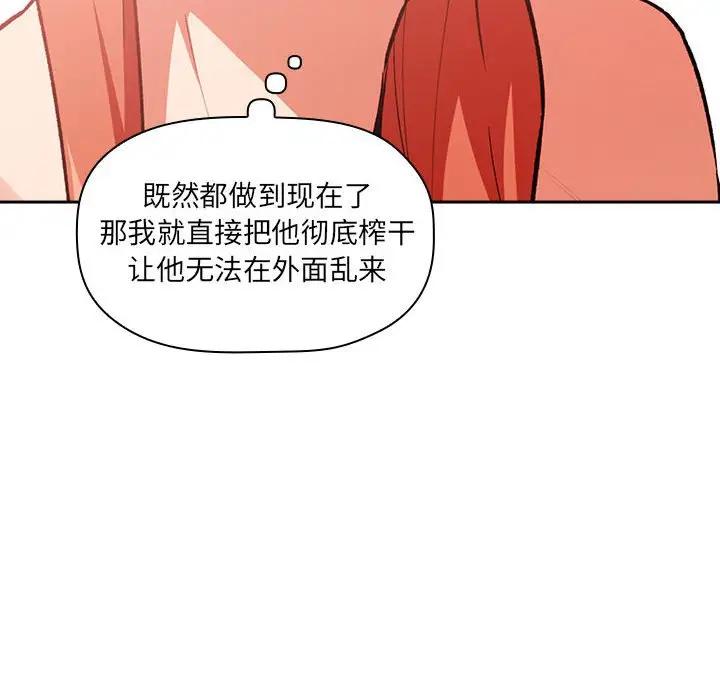 既然都做到现在了
那我就直接把他彻底榨干
让他无法在外面乱来